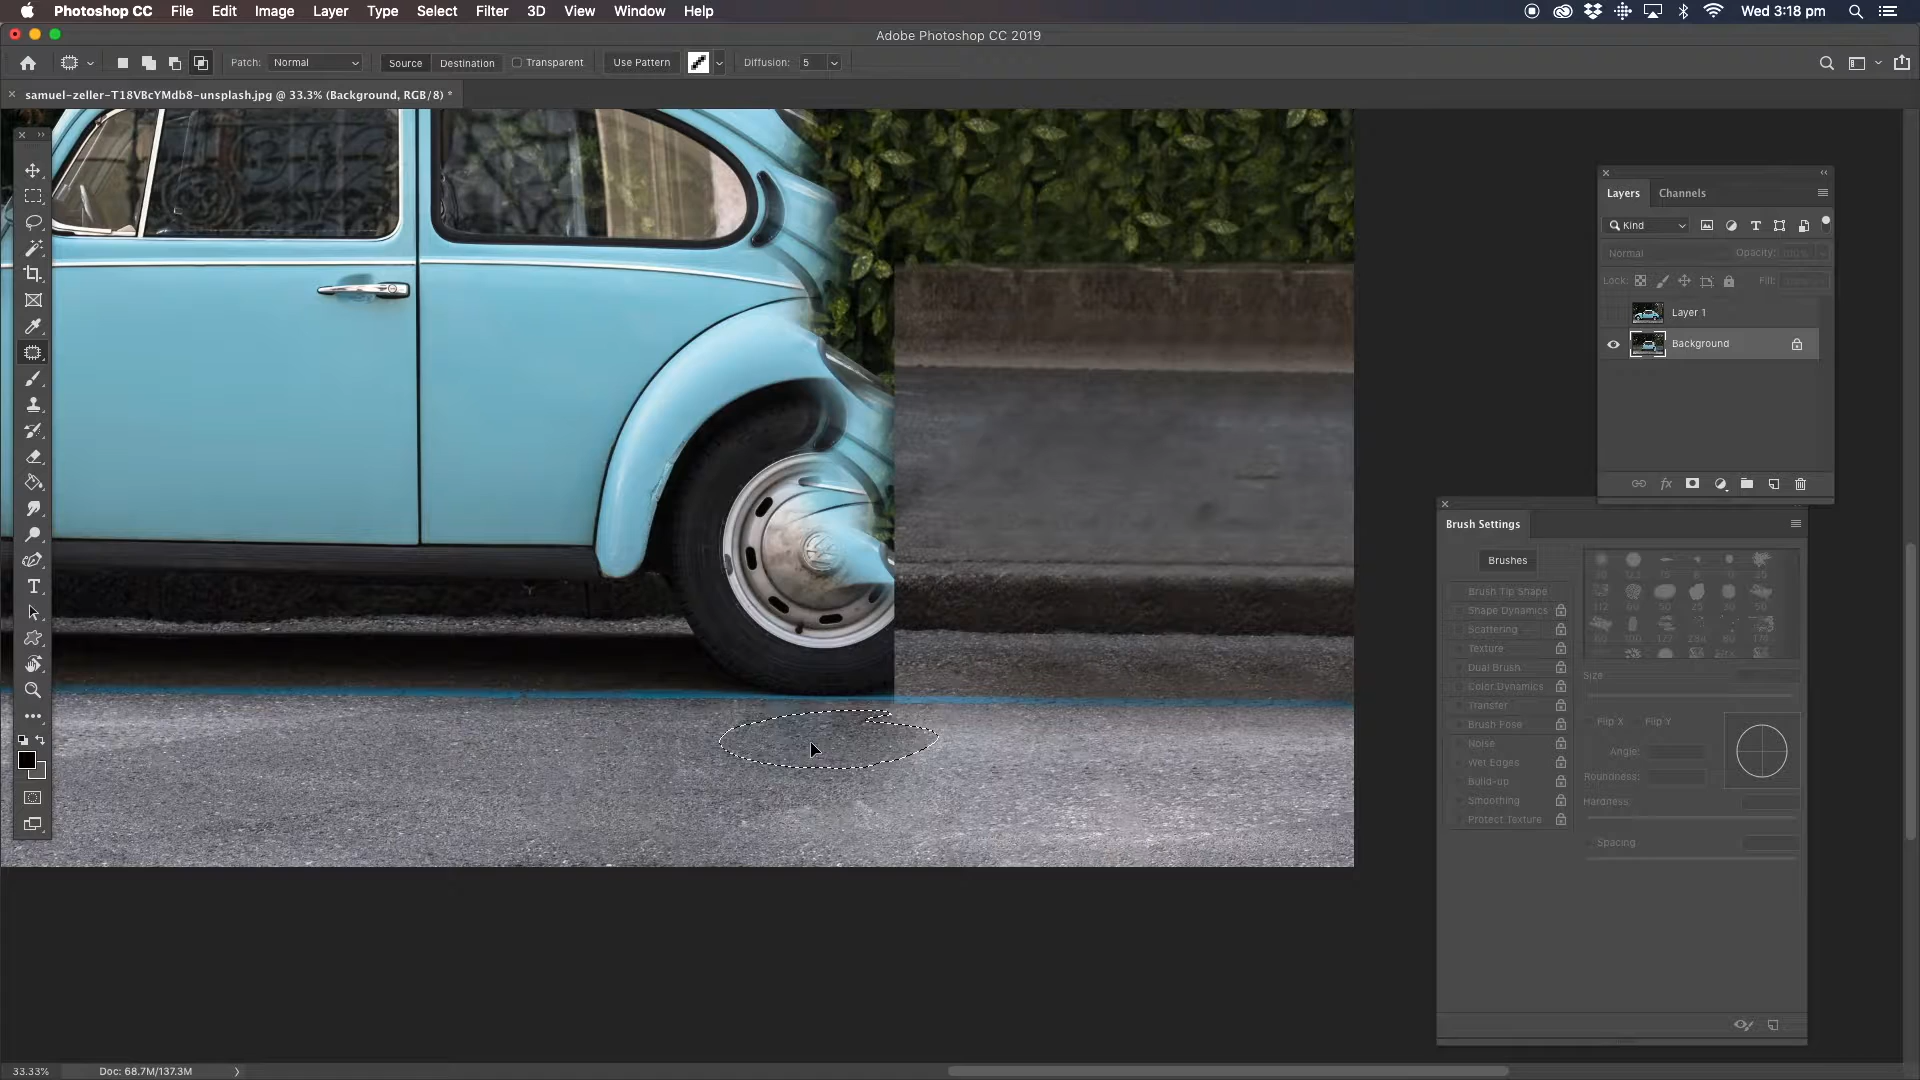 Photoshop CC File Edit Image Layer Type Select Filter 3D View Window Help Wed 3:18 pm
Adobe Photoshop CC 2019
Patch: Normal Source Destination Transparent Use Pattern Diffusion: 5
samuel-zeller-T18VBcYMdb8-unsplash.jpg @ 33.3% (Background, RGB/8) *
Layers Channels
Kind
Normal Opacity:
Lock: Fill:
Layer 1
Background
fx
Brush Settings
Brushes
Brush Tip Shape
Shape Dynamics
Scattering
Texture
Dual Brush
Color Dynamics
Transfer
Brush Pose
Noise
Wet Edges
Build-up
Smoothing
Protect Texture
Size
Flip X Flip Y
Angle:
Roundness:
Hardness:
Spacing
33.33% Doc: 68.7M/137.3M